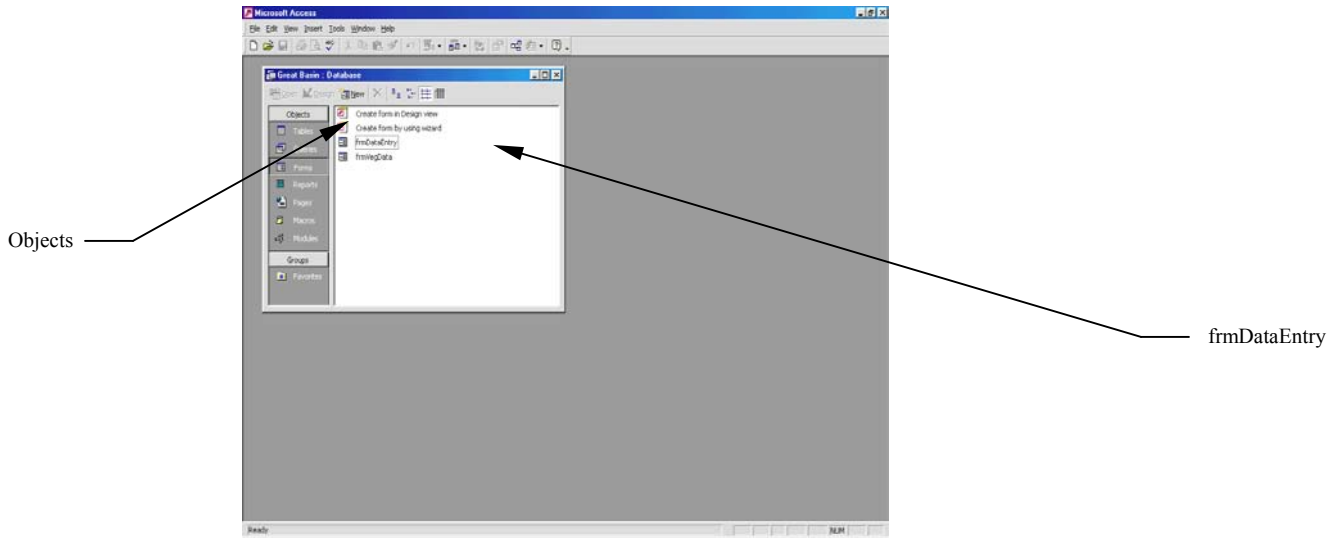 Microsoft Access
File Edit View Insert Tools Window Help
Great Basin : Database
Open Design New
Objects
Create form in Design view
Tables
Create form by using wizard
frmDataEntry
frmVegData
Forms
Reports
Pages
Macros
Modules
Groups
Favorites
Objects
frmDataEntry
Ready
NUM